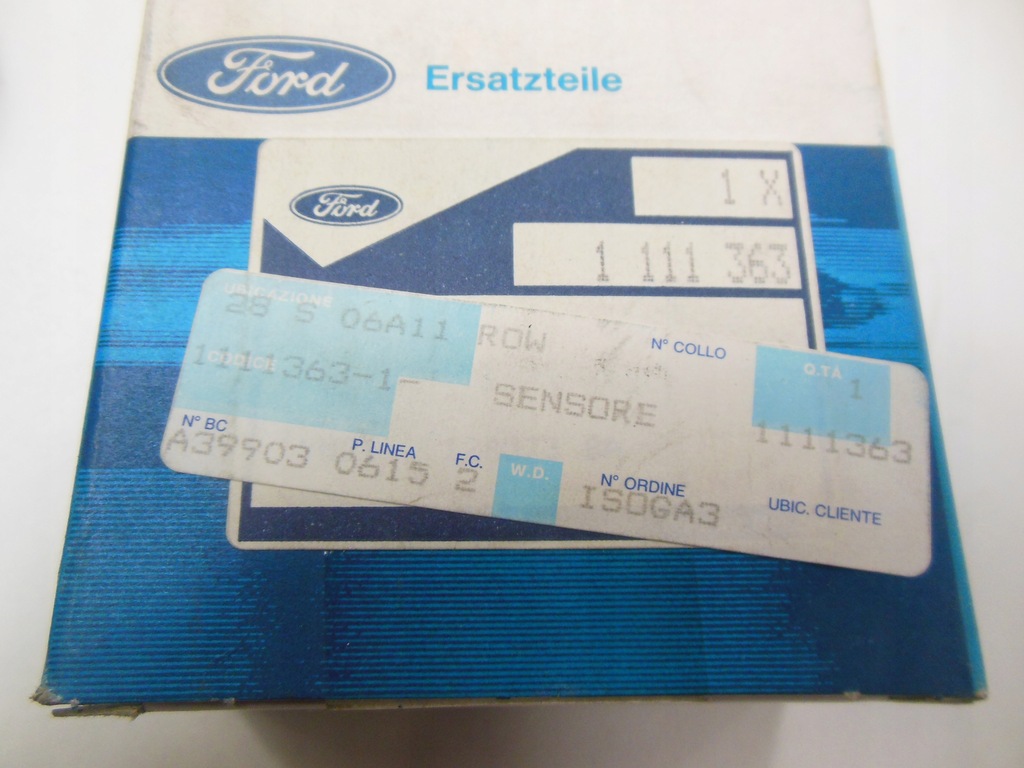 Ford Ersatzteile
Ford
1 X
1 111 363
UBICAZIONE
28 S 06A11 ROW
N° COLLO
Q.TÀ
1
CODICE
1111363-1-
SENSORE
1111363
N° BC
A39903
P. LINEA
0615
F.C.
2
W.D.
N° ORDINE
ISOGA3
UBIC. CLIENTE